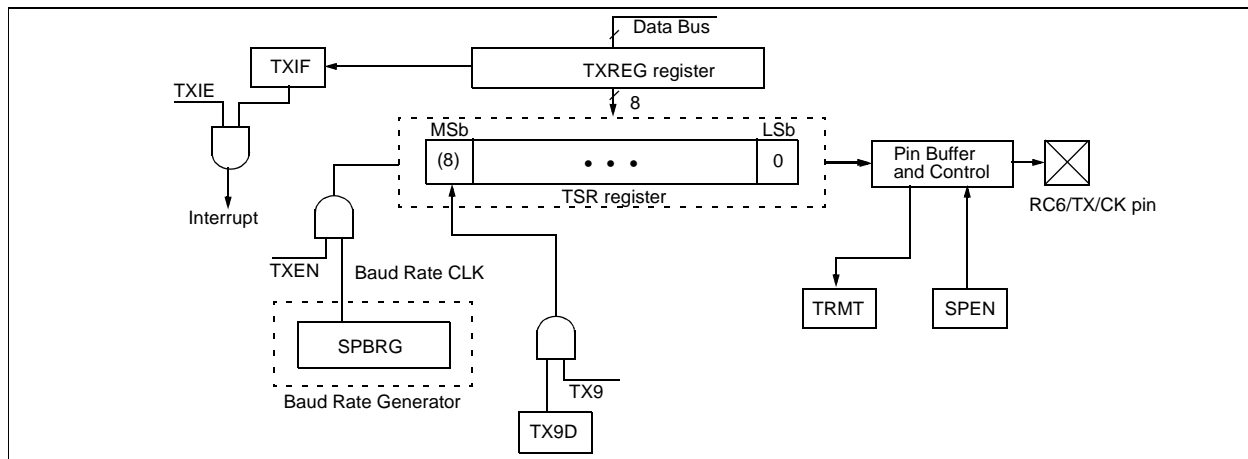 Data Bus
TXIF
TXREG register
TXIE
8
MSb
LSb
(8)
• • •
0
Pin Buffer
and Control
TSR register
Interrupt
RC6/TX/CK pin
TXEN
Baud Rate CLK
TRMT
SPEN
SPBRG
TX9
Baud Rate Generator
TX9D